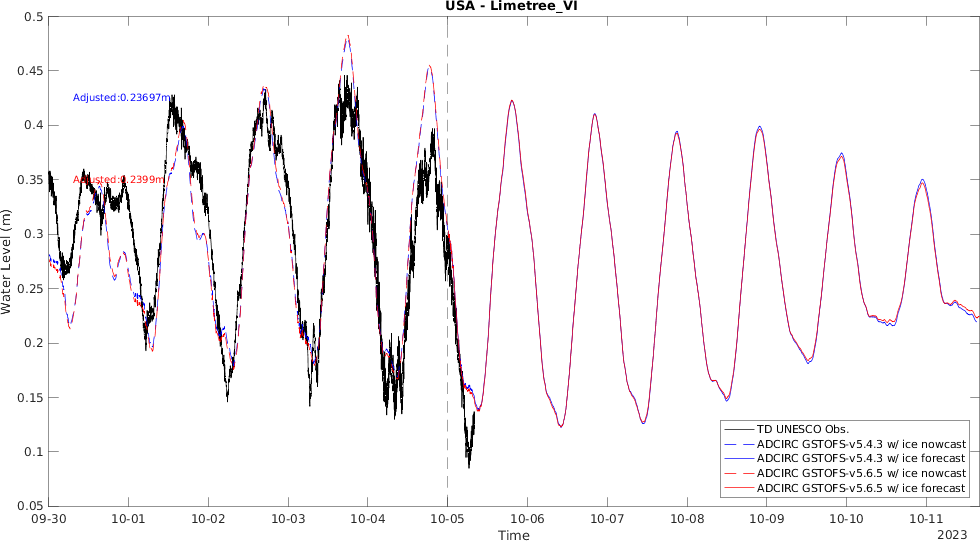 USA - Limetree_VI
0.5
0.45
0.4
0.35
0.3
0.25
0.2
0.15
0.1
0.05
Water Level (m)
Adjusted:0.23697m
Adjusted:0.2399m
TD UNESCO Obs.
ADCIRC GSTOFS-v5.4.3 w/ ice nowcast
ADCIRC GSTOFS-v5.4.3 w/ ice forecast
ADCIRC GSTOFS-v5.6.5 w/ ice nowcast
ADCIRC GSTOFS-v5.6.5 w/ ice forecast
09-30 10-01 10-02 10-03 10-04 10-05 10-06 10-07 10-08 10-09 10-10 10-11
Time
2023